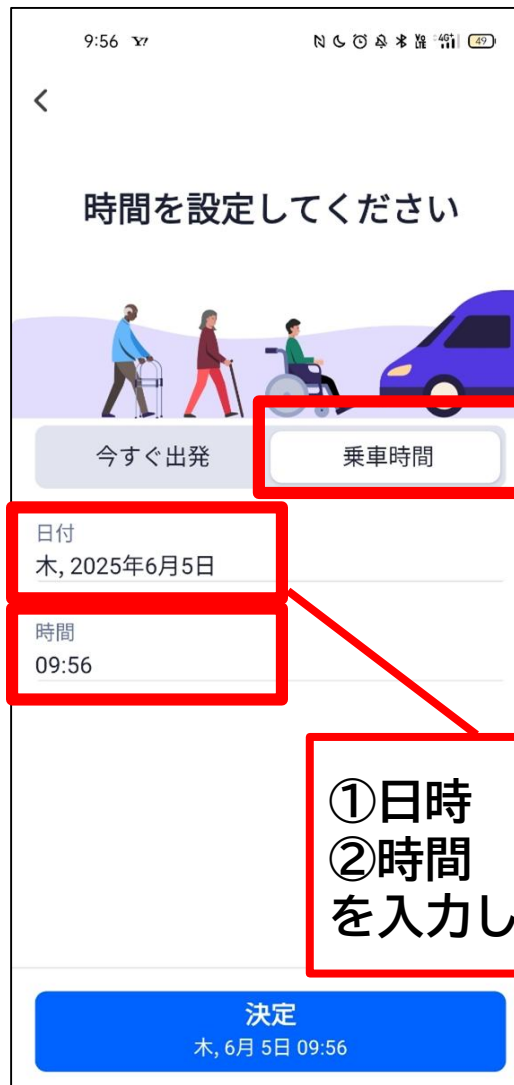 9:56
49
時間を設定してください
今すぐ出発
乗車時間
日付
木, 2025年6月5日
時間
09:56
①日時
②時間
を入力し
決定
木, 6月 5日 09:56